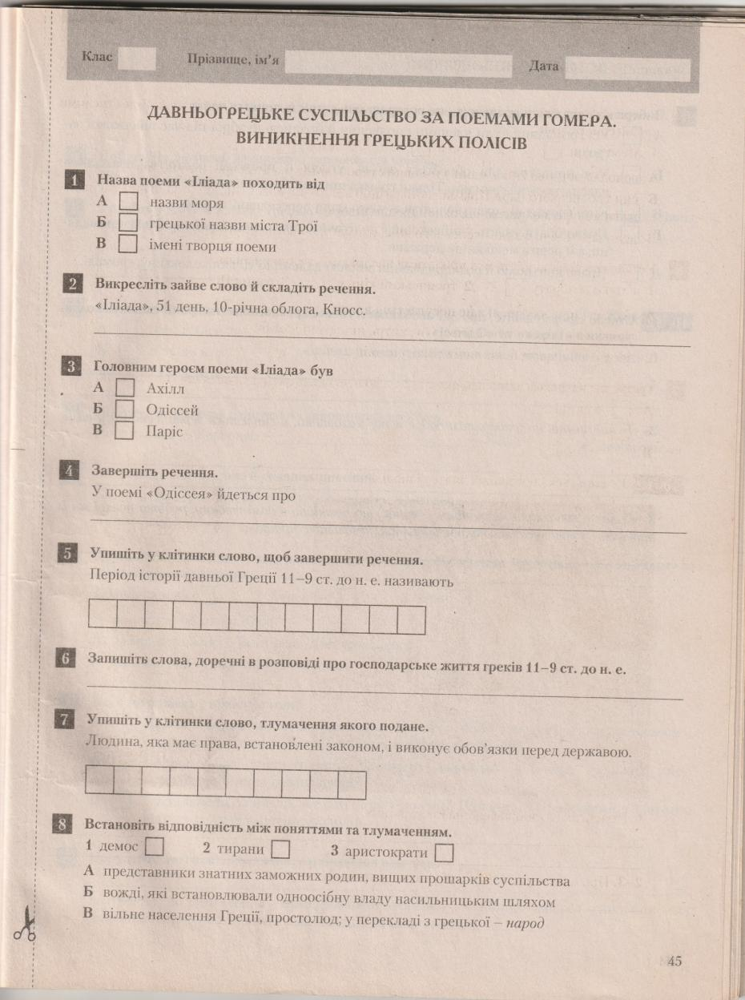 Клас Прізвище, ім’я Дата
ДАВНЬОГРЕЦЬКЕ СУСПІЛЬСТВО ЗА ПОЕМАМИ ГОМЕРА.
ВИНИКНЕННЯ ГРЕЦЬКИХ ПОЛІСІВ
1 Назва поеми «Іліада» походить від
А назви моря
Б грецької назви міста Трої
В імені творця поеми
2 Викресліть зайве слово й складіть речення.
«Іліада», 51 день, 10-річна облога, Кносс.
3 Головним героєм поеми «Іліада» був
А Ахілл
Б Одіссей
В Паріс
4 Завершіть речення.
У поемі «Одіссея» йдеться про
5 Упишіть у клітинки слово, щоб завершити речення.
Період історії давньої Греції 11–9 ст. до н. е. називають
6 Запишіть слова, доречні в розповіді про господарське життя греків 11–9 ст. до н. е.
7 Упишіть у клітинки слово, тлумачення якого подане.
Людина, яка має права, встановлені законом, і виконує обов’язки перед державою.
8 Встановіть відповідність між поняттями та тлумаченням.
1 демос 2 тирани 3 аристократи
А представники знатних заможних родин, вищих прошарків суспільства
Б вожді, які встановлювали одноосібну владу насильницьким шляхом
В вільне населення Греції, простолюд; у перекладі з грецької – народ
45